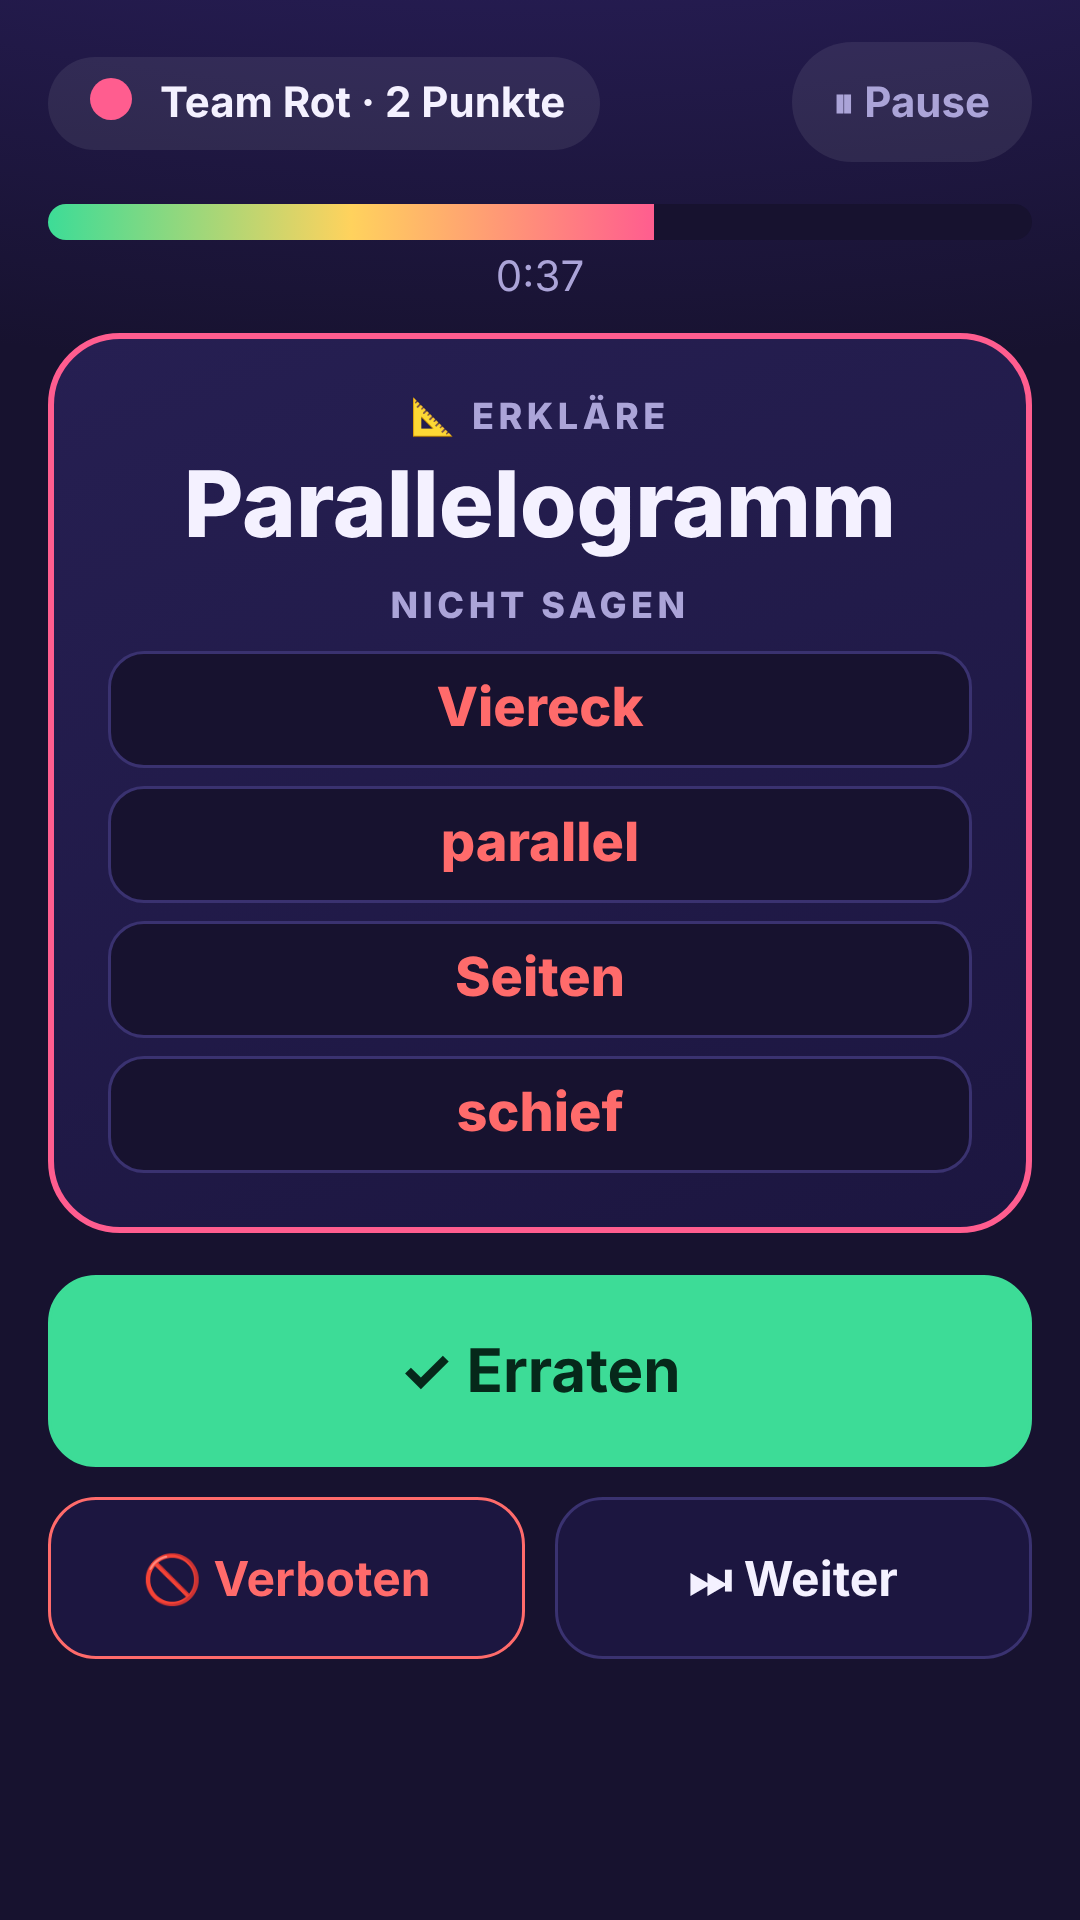 Team Rot · 2 Punkte
Pause
0:37
ERKLÄRE
Parallelogramm
NICHT SAGEN
Viereck
parallel
Seiten
schief
✓ Erraten
Verboten
Weiter